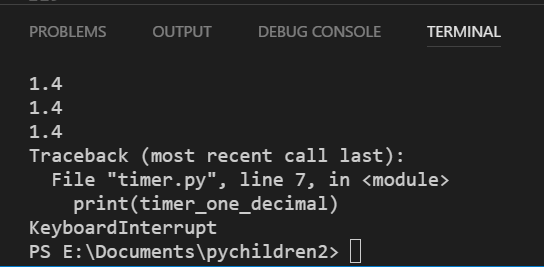 PROBLEMS OUTPUT DEBUG CONSOLE TERMINAL
1.4
1.4
1.4
Traceback (most recent call last):
  File "timer.py", line 7, in <module>
    print(timer_one_decimal)
KeyboardInterrupt
PS E:\Documents\pychildren2>